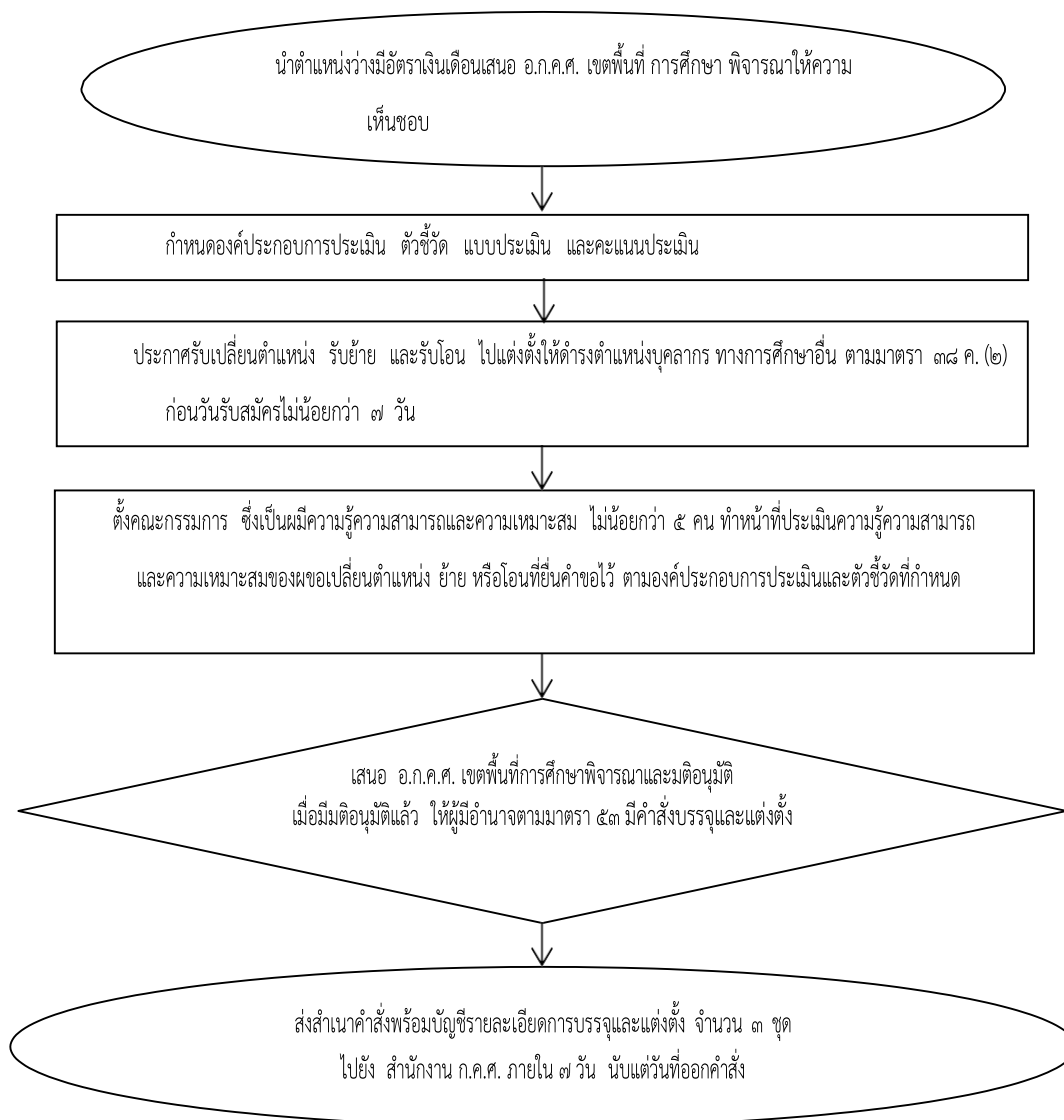 นำตำแหน่งว่างมีอัตราเงินเดือนเสนอ อ.ก.ค.ศ. เขตพื้นที่ การศึกษา พิจารณาให้ความ
เห็นชอบ
กำหนดองค์ประกอบการประเมิน ตัวชี้วัด แบบประเมิน และคะแนนประเมิน
ประกาศรับเปลี่ยนตำแหน่ง รับย้าย และรับโอน ไปแต่งตั้งให้ดำรงตำแหน่งบุคลากร ทางการศึกษาอื่น ตามมาตรา ๓๘ ค. (๒)
ก่อนวันรับสมัครไม่น้อยกว่า ๗ วัน
ตั้งคณะกรรมการ ซึ่งเป็นผมีความรู้ความสามารถและความเหมาะสม ไม่น้อยกว่า ๕ คน ทำหน้าที่ประเมินความรู้ความสามารถ
และความเหมาะสมของผขอเปลี่ยนตำแหน่ง ย้าย หรือโอนที่ยื่นคำขอไว้ ตามองค์ประกอบการประเมินและตัวชี้วัดที่กำหนด
เสนอ อ.ก.ค.ศ. เขตพื้นที่การศึกษาพิจารณาและมติอนุมัติ
เมื่อมีมติอนุมัติแล้ว ให้ผู้มีอำนาจตามมาตรา ๕๓ มีคำสั่งบรรจุและแต่งตั้ง
ส่งสำเนาคำสั่งพร้อมบัญชีรายละเอียดการบรรจุและแต่งตั้ง จำนวน ๓ ชุด
ไปยัง สำนักงาน ก.ค.ศ. ภายใน ๗ วัน นับแต่วันที่ออกคำสั่ง